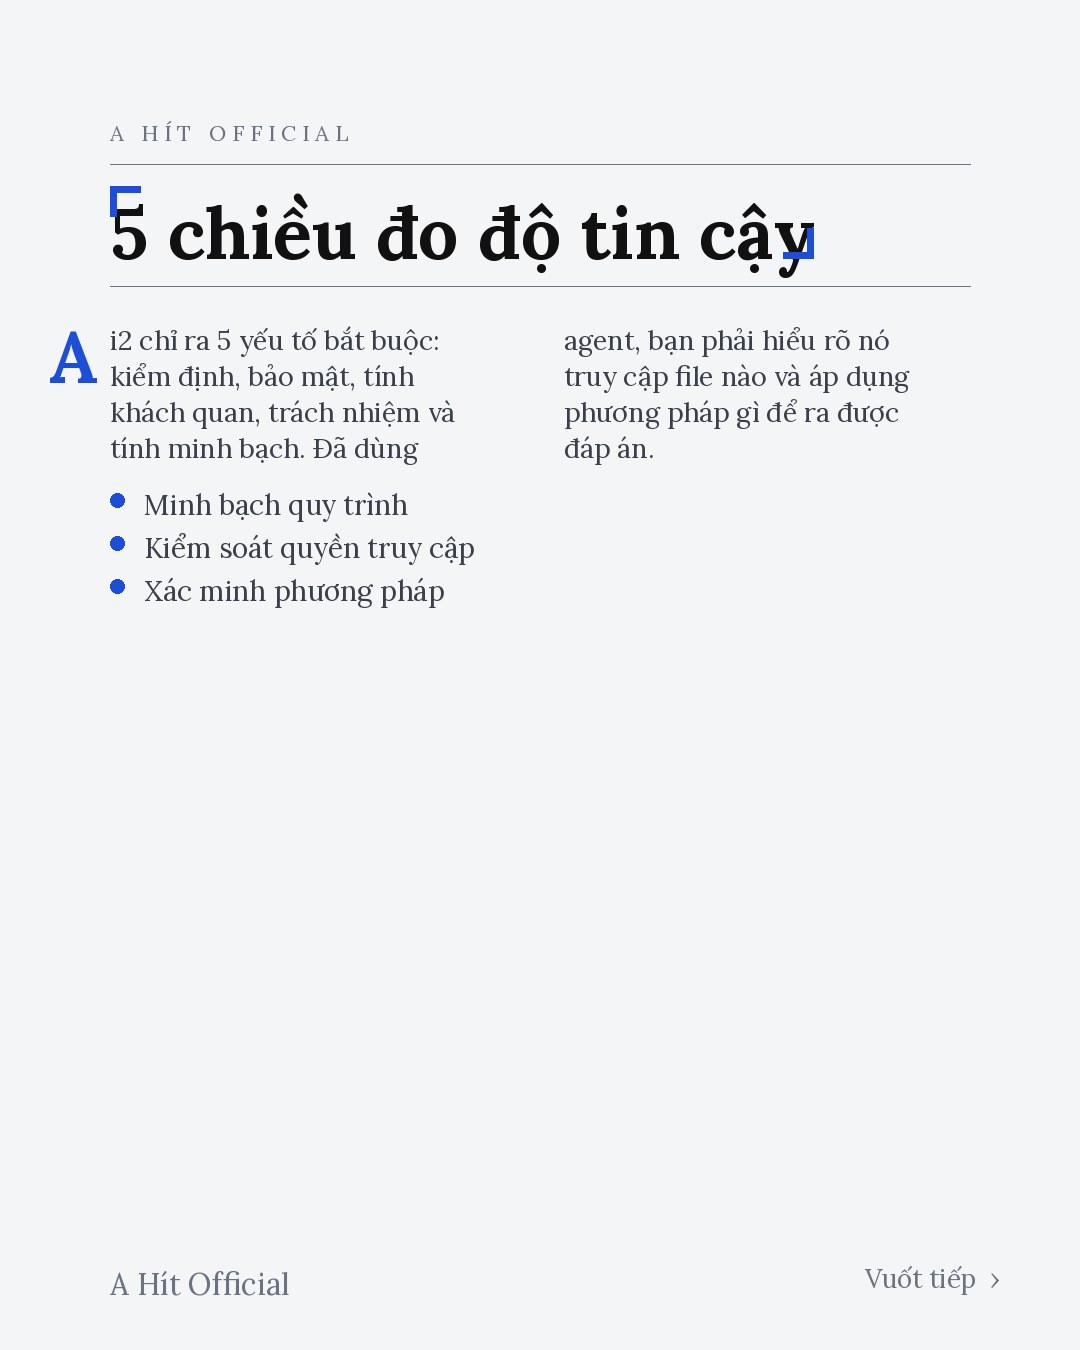 A HÍT OFFICIAL
5 chiều đo độ tin cậy
Ai2 chỉ ra 5 yếu tố bắt buộc:
kiểm định, bảo mật, tính
khách quan, trách nhiệm và
tính minh bạch. Đã dùng
agent, bạn phải hiểu rõ nó
truy cập file nào và áp dụng
phương pháp gì để ra được
đáp án.
Minh bạch quy trình
Kiểm soát quyền truy cập
Xác minh phương pháp
A Hít Official
Vuốt tiếp ›